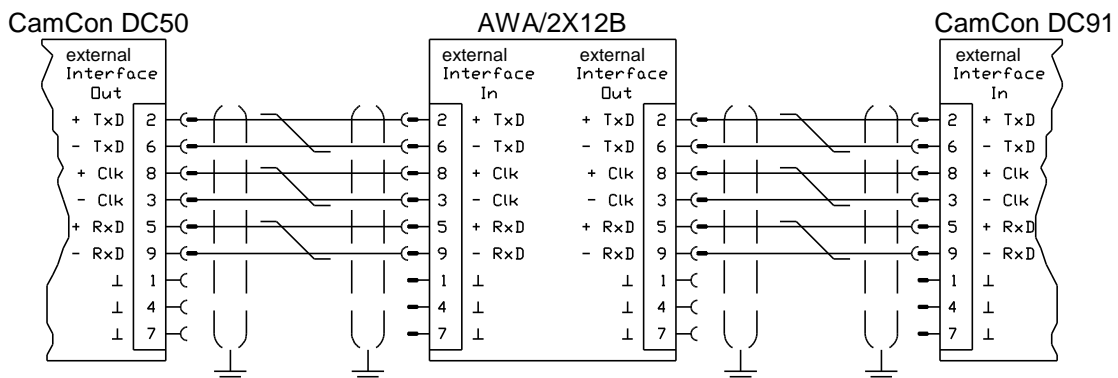 CamCon DC50 AWA/2X12B CamCon DC91
external external external external
Interface Interface Interface Interface
Out In Out In
+ TxD 2 2 + TxD + TxD 2 2 + TxD
- TxD 6 6 - TxD - TxD 6 6 - TxD
+ Clk 8 8 + Clk + Clk 8 8 + Clk
- Clk 3 3 - Clk - Clk 3 3 - Clk
+ RxD 5 5 + RxD + RxD 5 5 + RxD
- RxD 9 9 - RxD - RxD 9 9 - RxD
⊥ 1 1 ⊥ ⊥ 1 1 ⊥
⊥ 4 4 ⊥ ⊥ 4 4 ⊥
⊥ 7 7 ⊥ ⊥ 7 7 ⊥